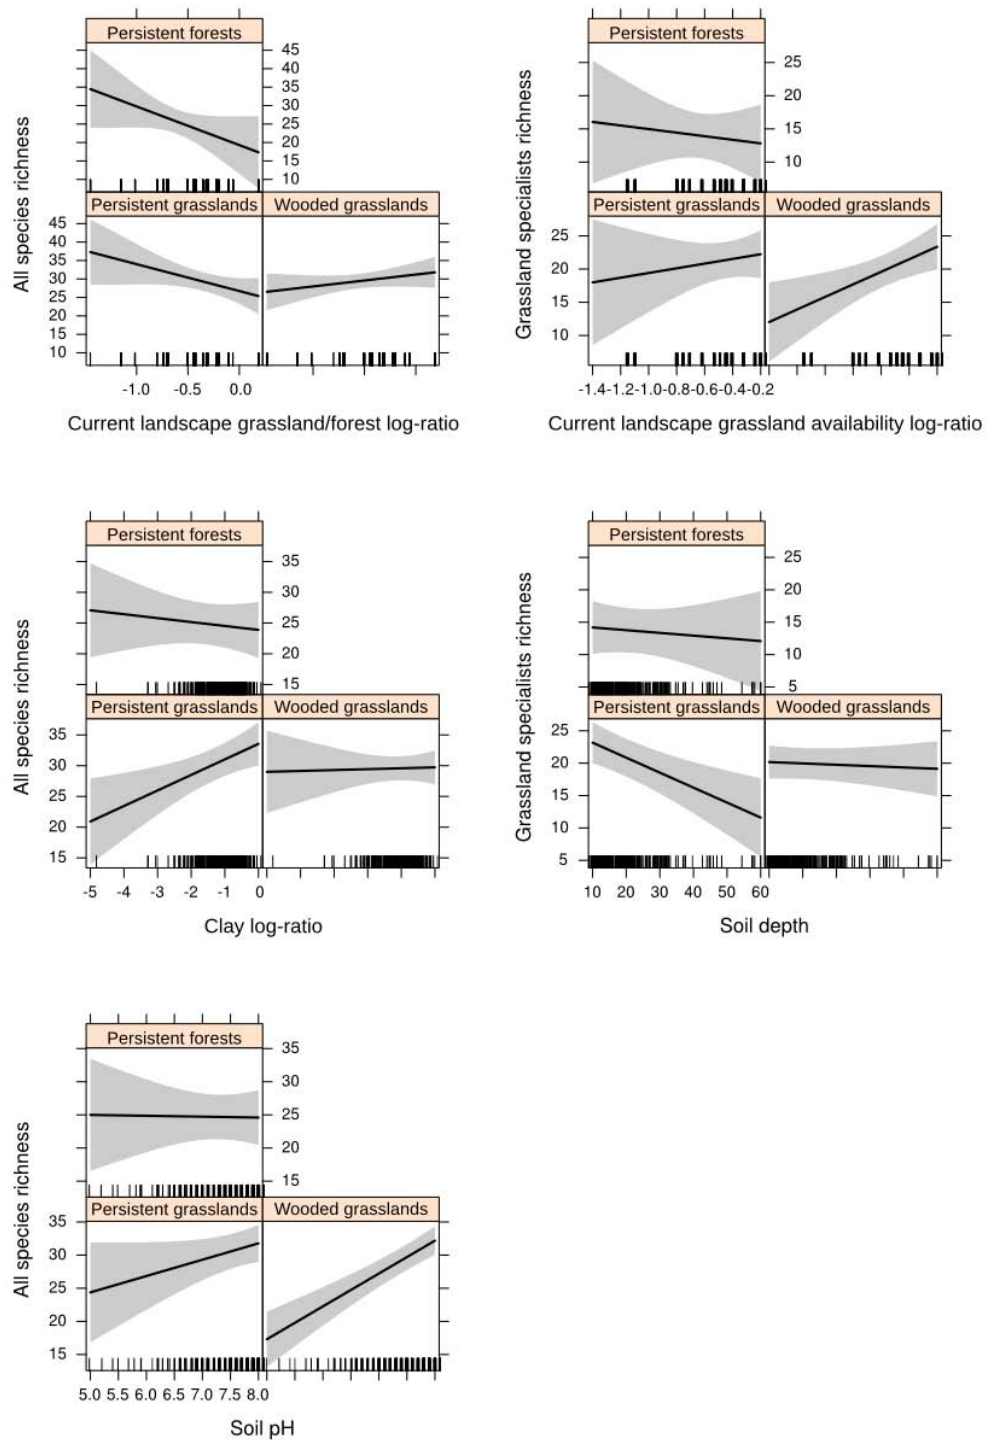 Persistent forests
45
40
35
30
25
20
15
10
All species richness
Persistent grasslands Wooded grasslands
45
40
35
30
25
20
15
10
-1.0 -0.5 0.0
Current landscape grassland/forest log-ratio
Persistent forests
25
20
15
10
Grassland specialists richness
Persistent grasslands Wooded grasslands
25
20
15
10
-1.4-1.2-1.0-0.8-0.6-0.4-0.2
Current landscape grassland availability log-ratio
Persistent forests
35
30
25
20
15
All species richness
Persistent grasslands Wooded grasslands
35
30
25
20
15
-5 -4 -3 -2 -1 0
Clay log-ratio
Persistent forests
25
20
15
10
5
Grassland specialists richness
Persistent grasslands Wooded grasslands
25
20
15
10
5
10 20 30 40 50 60
Soil depth
Persistent forests
35
30
25
20
15
All species richness
Persistent grasslands Wooded grasslands
35
30
25
20
15
5.0 5.5 6.0 6.5 7.0 7.5 8.0
Soil pH